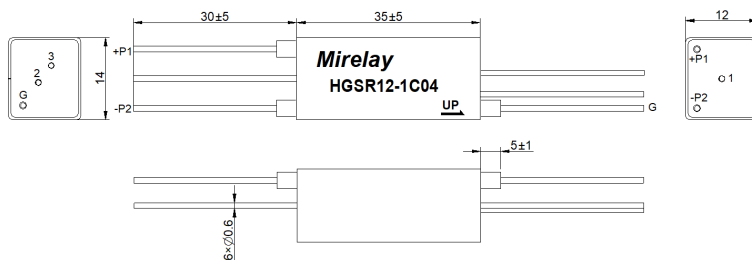 30±5
35±5
12
+P1
Mirelay
HGSR12-1C04
UP
3
2
G
14
-P2
G
+P1
1
-P2
5±1
6×Ø0.6